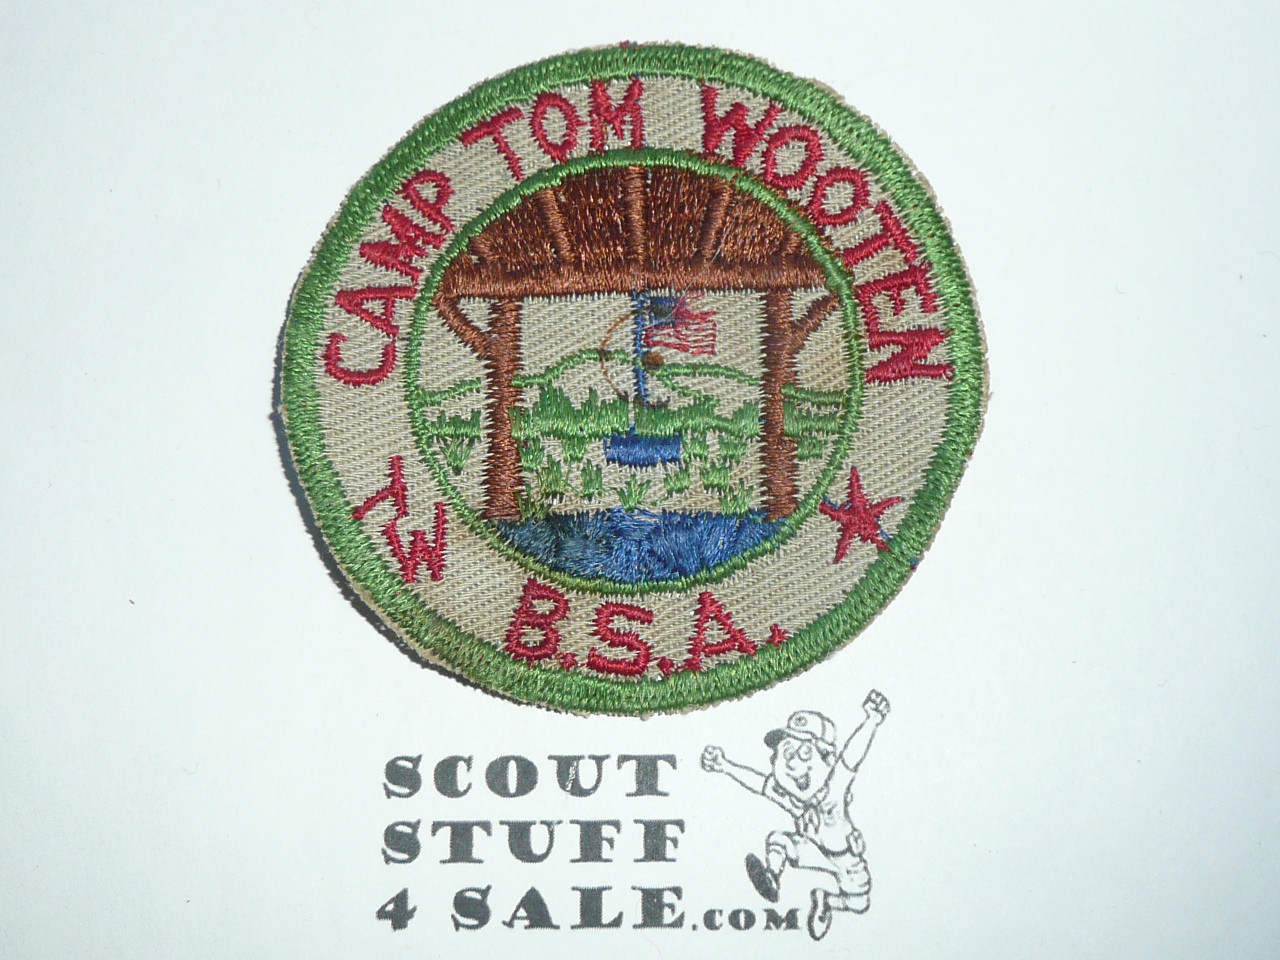 CAMP TOM WOOTEN
TW
B.S.A.
SCOUT
STUFF
4 SALE.COM